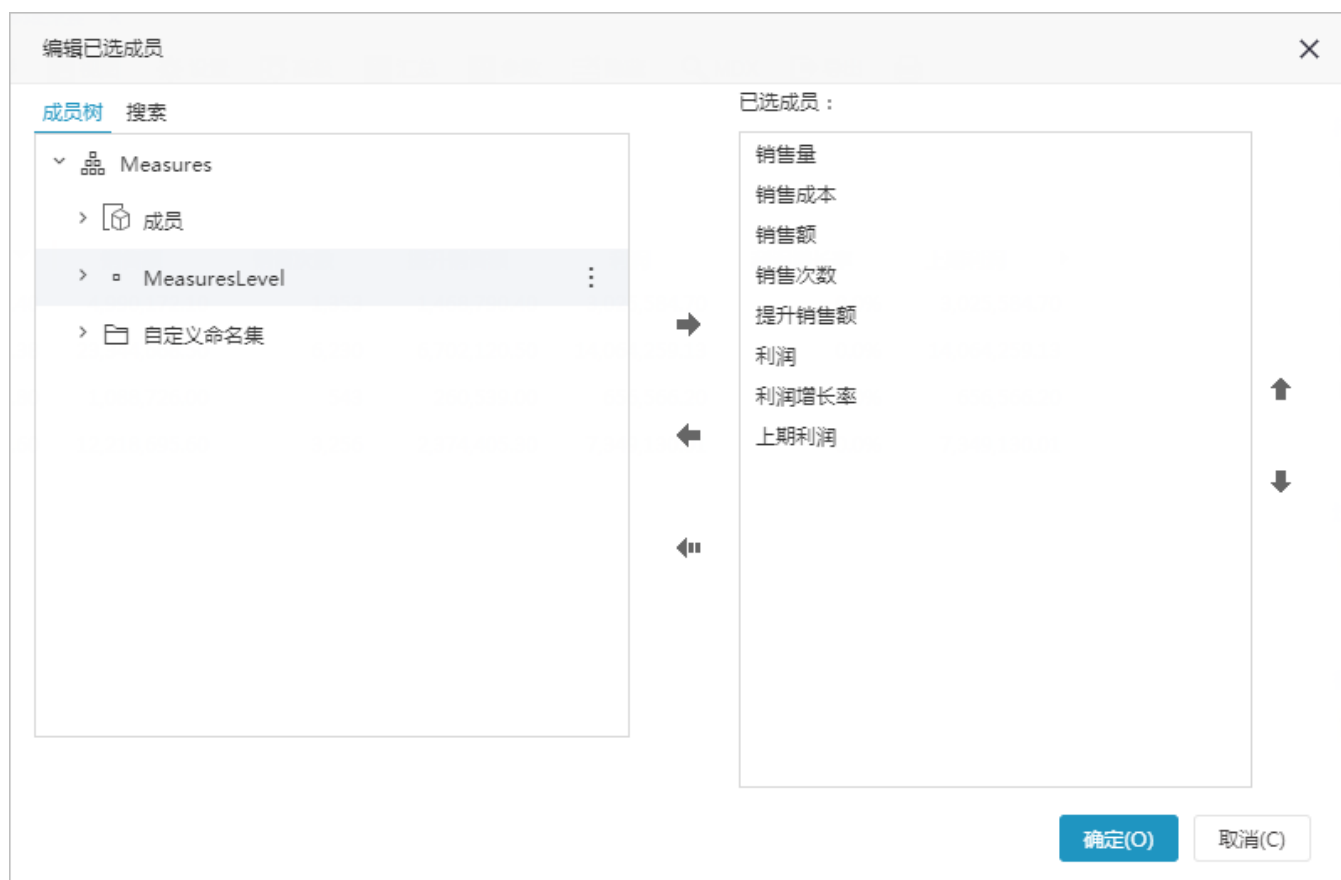 编辑已选成员
成员树 搜索
Measures
成员
MeasuresLevel
自定义命名集
已选成员：
销售量
销售成本
销售额
销售次数
提升销售额
利润
利润增长率
上期利润
确定(O) 取消(C)